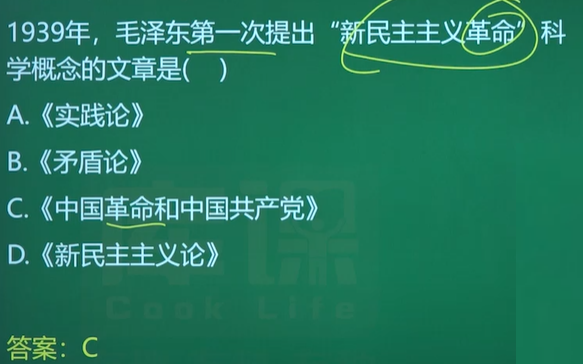 1939年，毛泽东第一次提出“新民主主义革命”科
学概念的文章是(　)
A.《实践论》
B.《矛盾论》
C.《中国革命和中国共产党》
D.《新民主主义论》
库课
Cook Life
答案：C